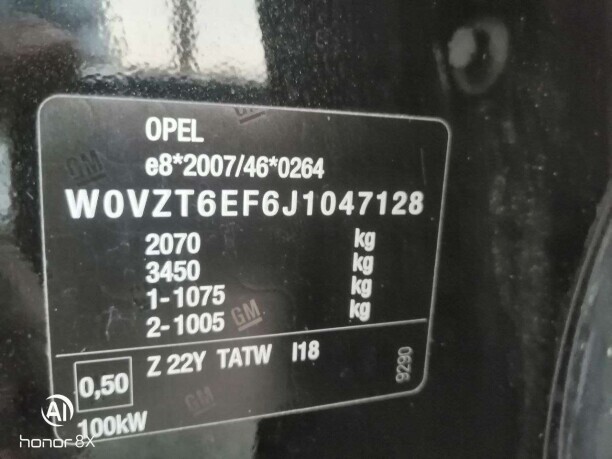 OPEL
e8*2007/46*0264
W0VZT6EF6J1047128
2070 kg
3450 kg
1-1075 kg
2-1005 kg
GM
GM
Z 22Y TATW I18
0,50
9290
100kW
AI
honor 8X